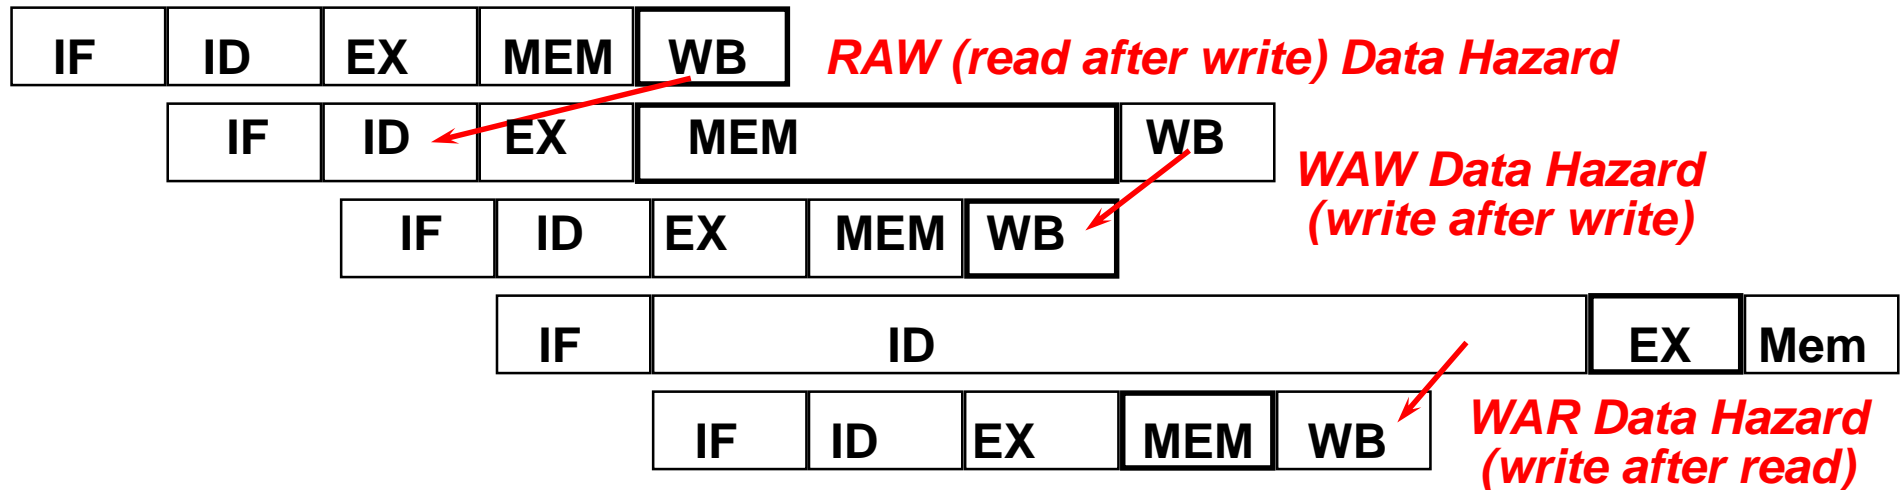 IF ID EX MEM WB RAW (read after write) Data Hazard
IF ID EX MEM WB
WAW Data Hazard
(write after write)
IF ID EX MEM WB
IF ID EX Mem
IF ID EX MEM WB
WAR Data Hazard
(write after read)